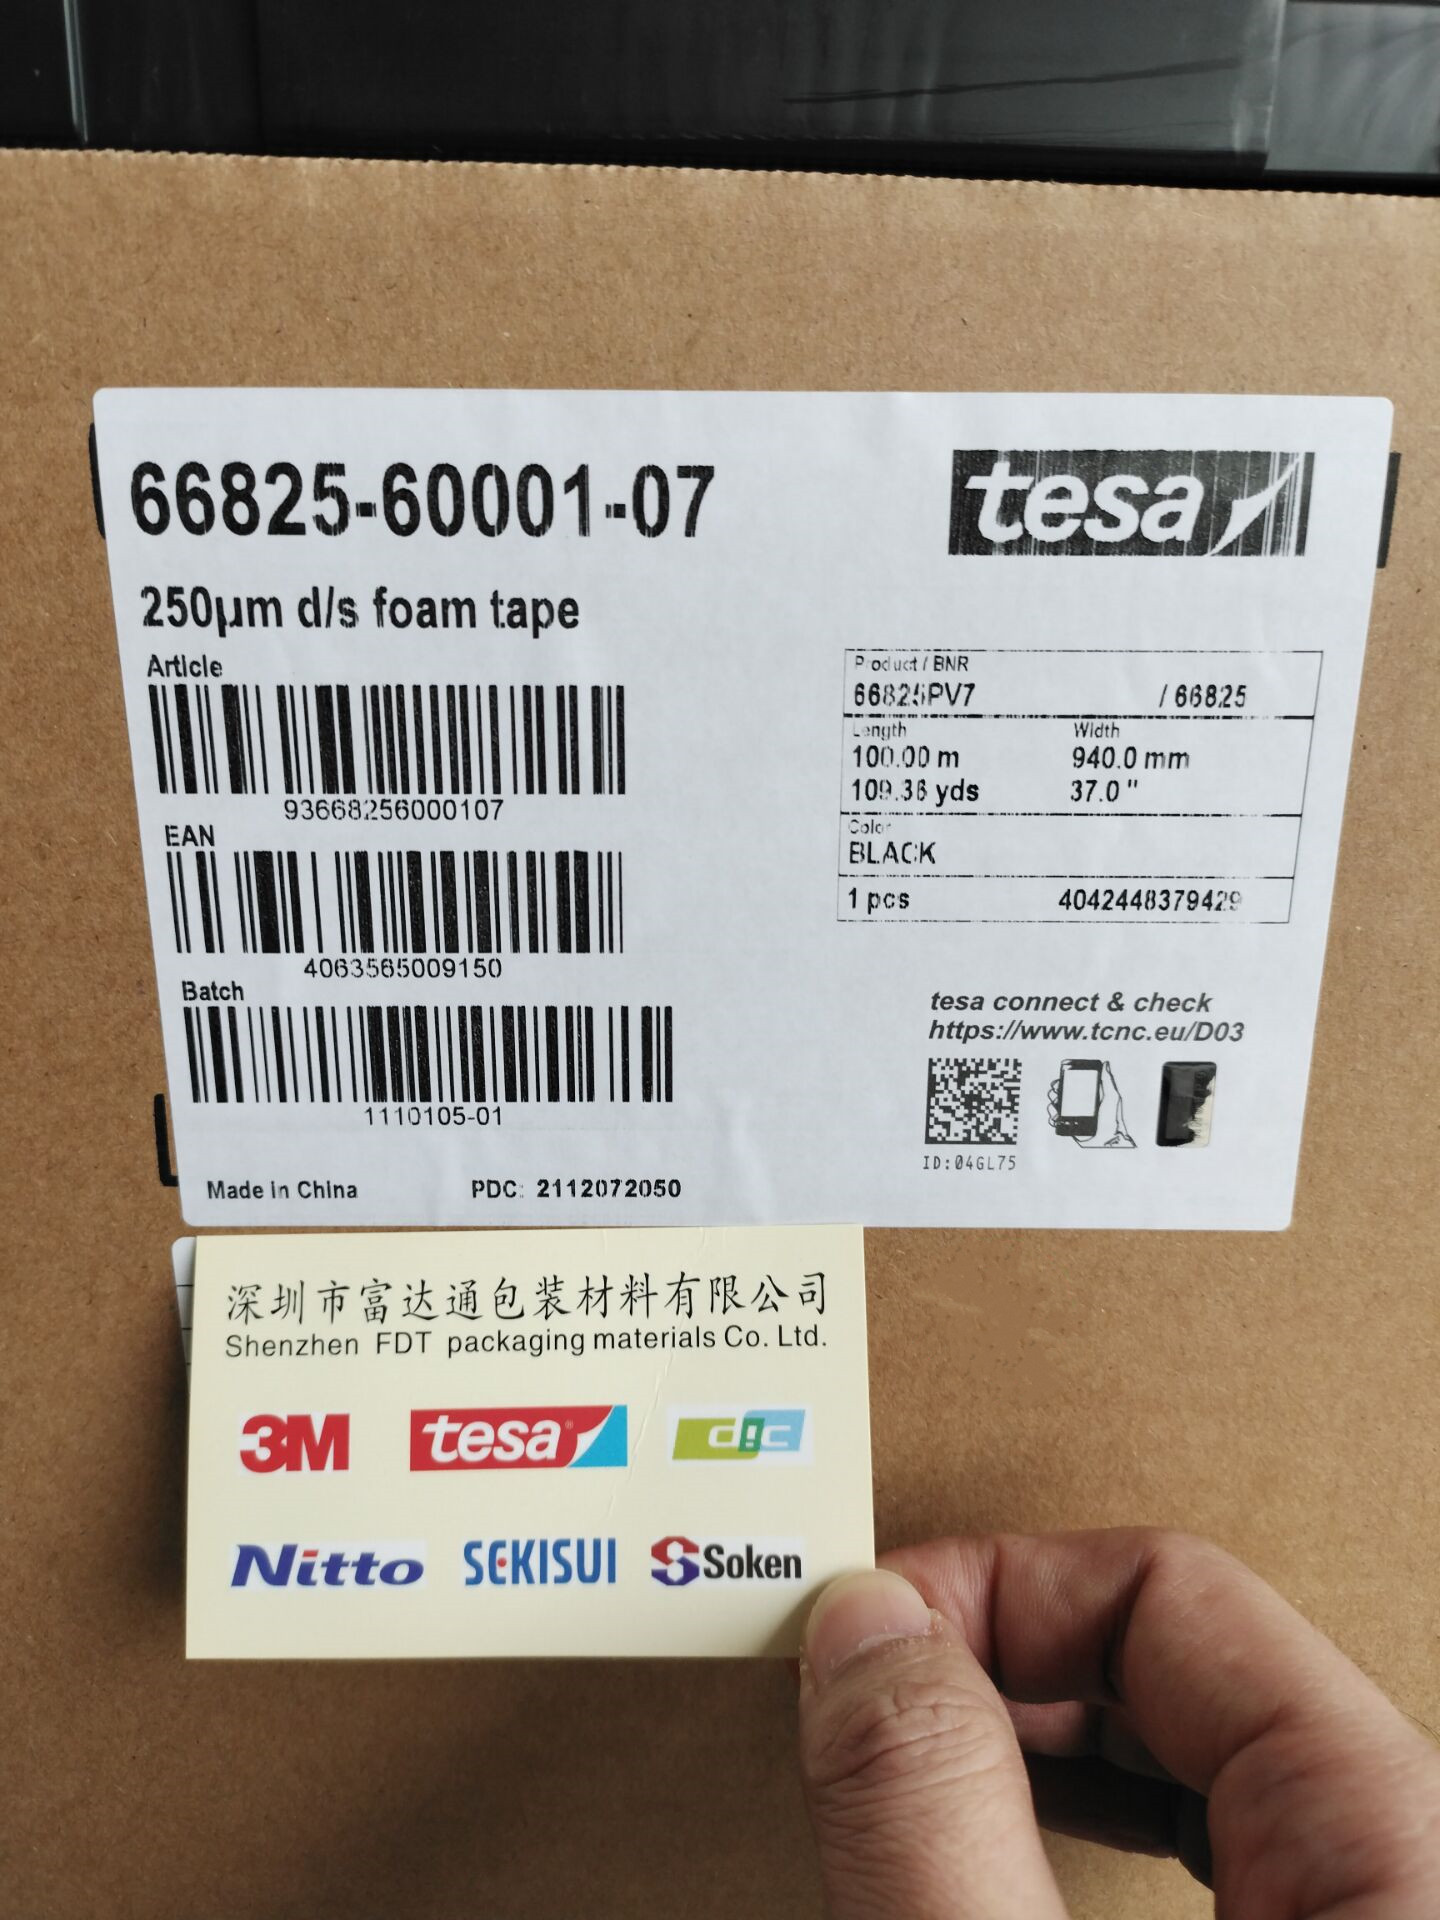 66825-60001-07
tesa
250µm d/s foam tape
Article
93668256000107
EAN
4063565009150
Batch
1110105-01
Made in China
PDC: 2112072050
Product / BNR
66825PV7 / 66825
Length Width
100.00 m 940.0 mm
109.36 yds 37.0 "
Color
BLACK
1 pcs 4042448379429
tesa connect & check
https://www.tcnc.eu/D03
ID:04GL75
深圳市富达通包装材料有限公司
Shenzhen FDT packaging materials Co. Ltd.
3M tesa® dic
Nitto SEKISUI Soken